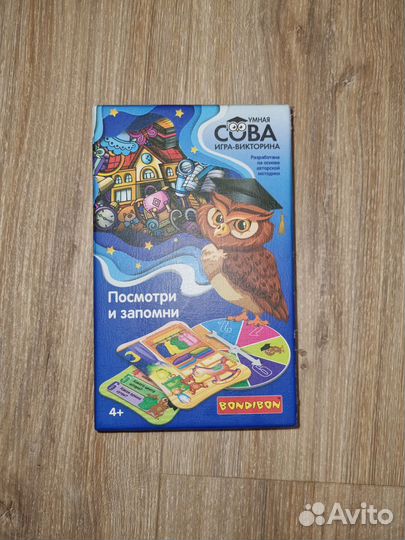 УМНАЯ
СОВА
ИГРА-ВИКТОРИНА
Разработана
на основе
авторской
методики
Посмотри
и запомни
4+
BONDIBON
Avito